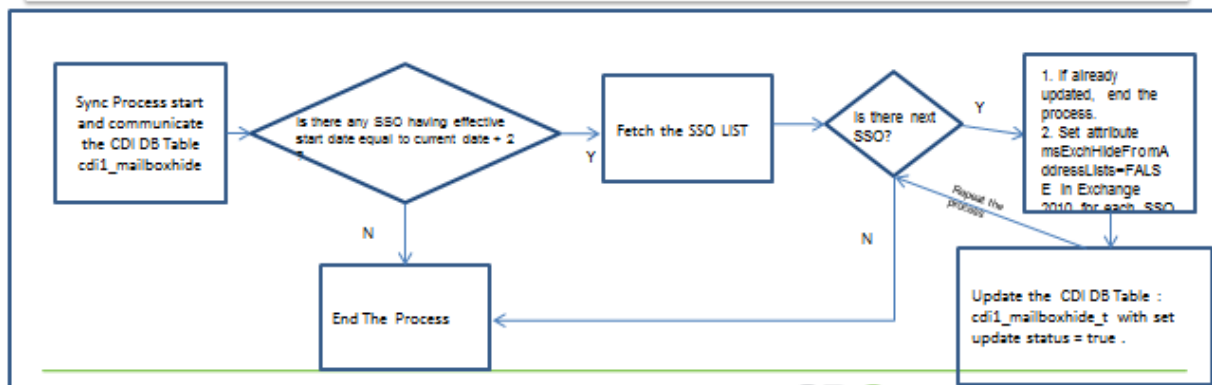 Sync Process start
and communicate
the CDI DB Table
cdi1_mailboxhide
Is there any SSO having effective
start date equal to current date + 2
Y
N
Fetch the SSO LIST
Is there next
SSO?
Y
N
1. If already
updated, end the
process.
2. Set attribute
msExchHideFromA
ddressLists=FALS
E in Exchange
2010 for each SSO
Repeat the
process
End The Process
Update the CDI DB Table :
cdi1_mailboxhide_t with set
update status = true .